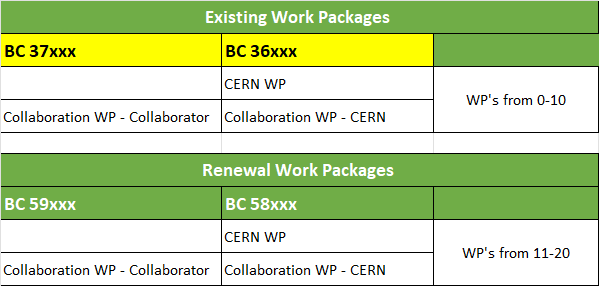 Existing Work Packages
BC 37xxx BC 36xxx
CERN WP
WP's from 0-10
Collaboration WP - Collaborator Collaboration WP - CERN
Renewal Work Packages
BC 59xxx BC 58xxx
CERN WP
WP's from 11-20
Collaboration WP - Collaborator Collaboration WP - CERN